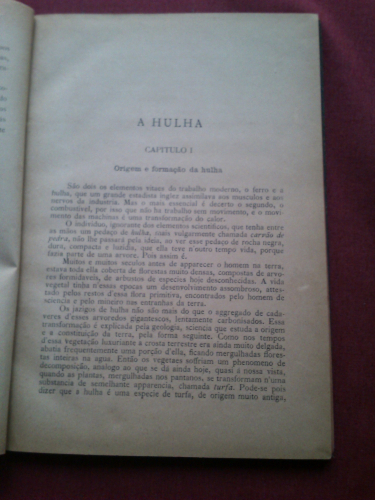 A HULHA
CAPITULO I
Origem e formação da hulha
São dois os elementos vitaes do trabalho moderno, o ferro e a
hulha, que um grande estadista inglez assimilava aos musculos e aos
nervos da industria. Mas o mais essencial é decerto o segundo, o
combustivel, por isso que não ha trabalho sem movimento, e o movi-
mento das machinas é uma transformação do calor.
O individuo, ignorante dos elementos scientificos, que tenha entre
as mãos um pedaço de hulha, mais vulgarmente chamada carvão de
pedra, não lhe passará pela ideia, ao ver esse pedaço de rocha negra,
dura, compacta e luzidia, que ella teve n'outro tempo vida, porque
fazia parte de uma arvore. Pois assim é.
Muitos e muitos seculos antes de apparecer o homem na terra,
esteve toda ella coberta de florestas muito densas, compostas de arvo-
res formidaveis, de arbustos de especies hoje desconhecidas. A vida
vegetal tinha n'essas epocas um desenvolvimento assombroso, attes-
tado pelos restos d'essa flora primitiva, encontrados pelo homem de
sciencia e pelo mineiro nas entranhas da terra.
Os jazigos de hulha não são mais do que o aggregado de cada-
veres d'esses arvoredos gigantescos, lentamente carbonisados. Essa
transformação é explicada pela geologia, sciencia que estuda a origem
e a constituição da terra, pela forma seguinte. Como nos tempos
d'essa vegetação luxuriante a crosta terrestre era ainda muito delgada,
abatia frequentemente uma porção d'ella, ficando mergulhadas flores-
tas inteiras na agua. Então os vegetaes soffriam um phenomeno de
decomposição, analogo ao que se dá ainda hoje, quasi á nossa vista,
quando as plantas, mergulhadas nos pantanos, se transformam n'uma
substancia de semelhante apparencia, chamada turfa. Pode-se pois
dizer que a hulha é uma especie de turfa, de origem muito antiga,